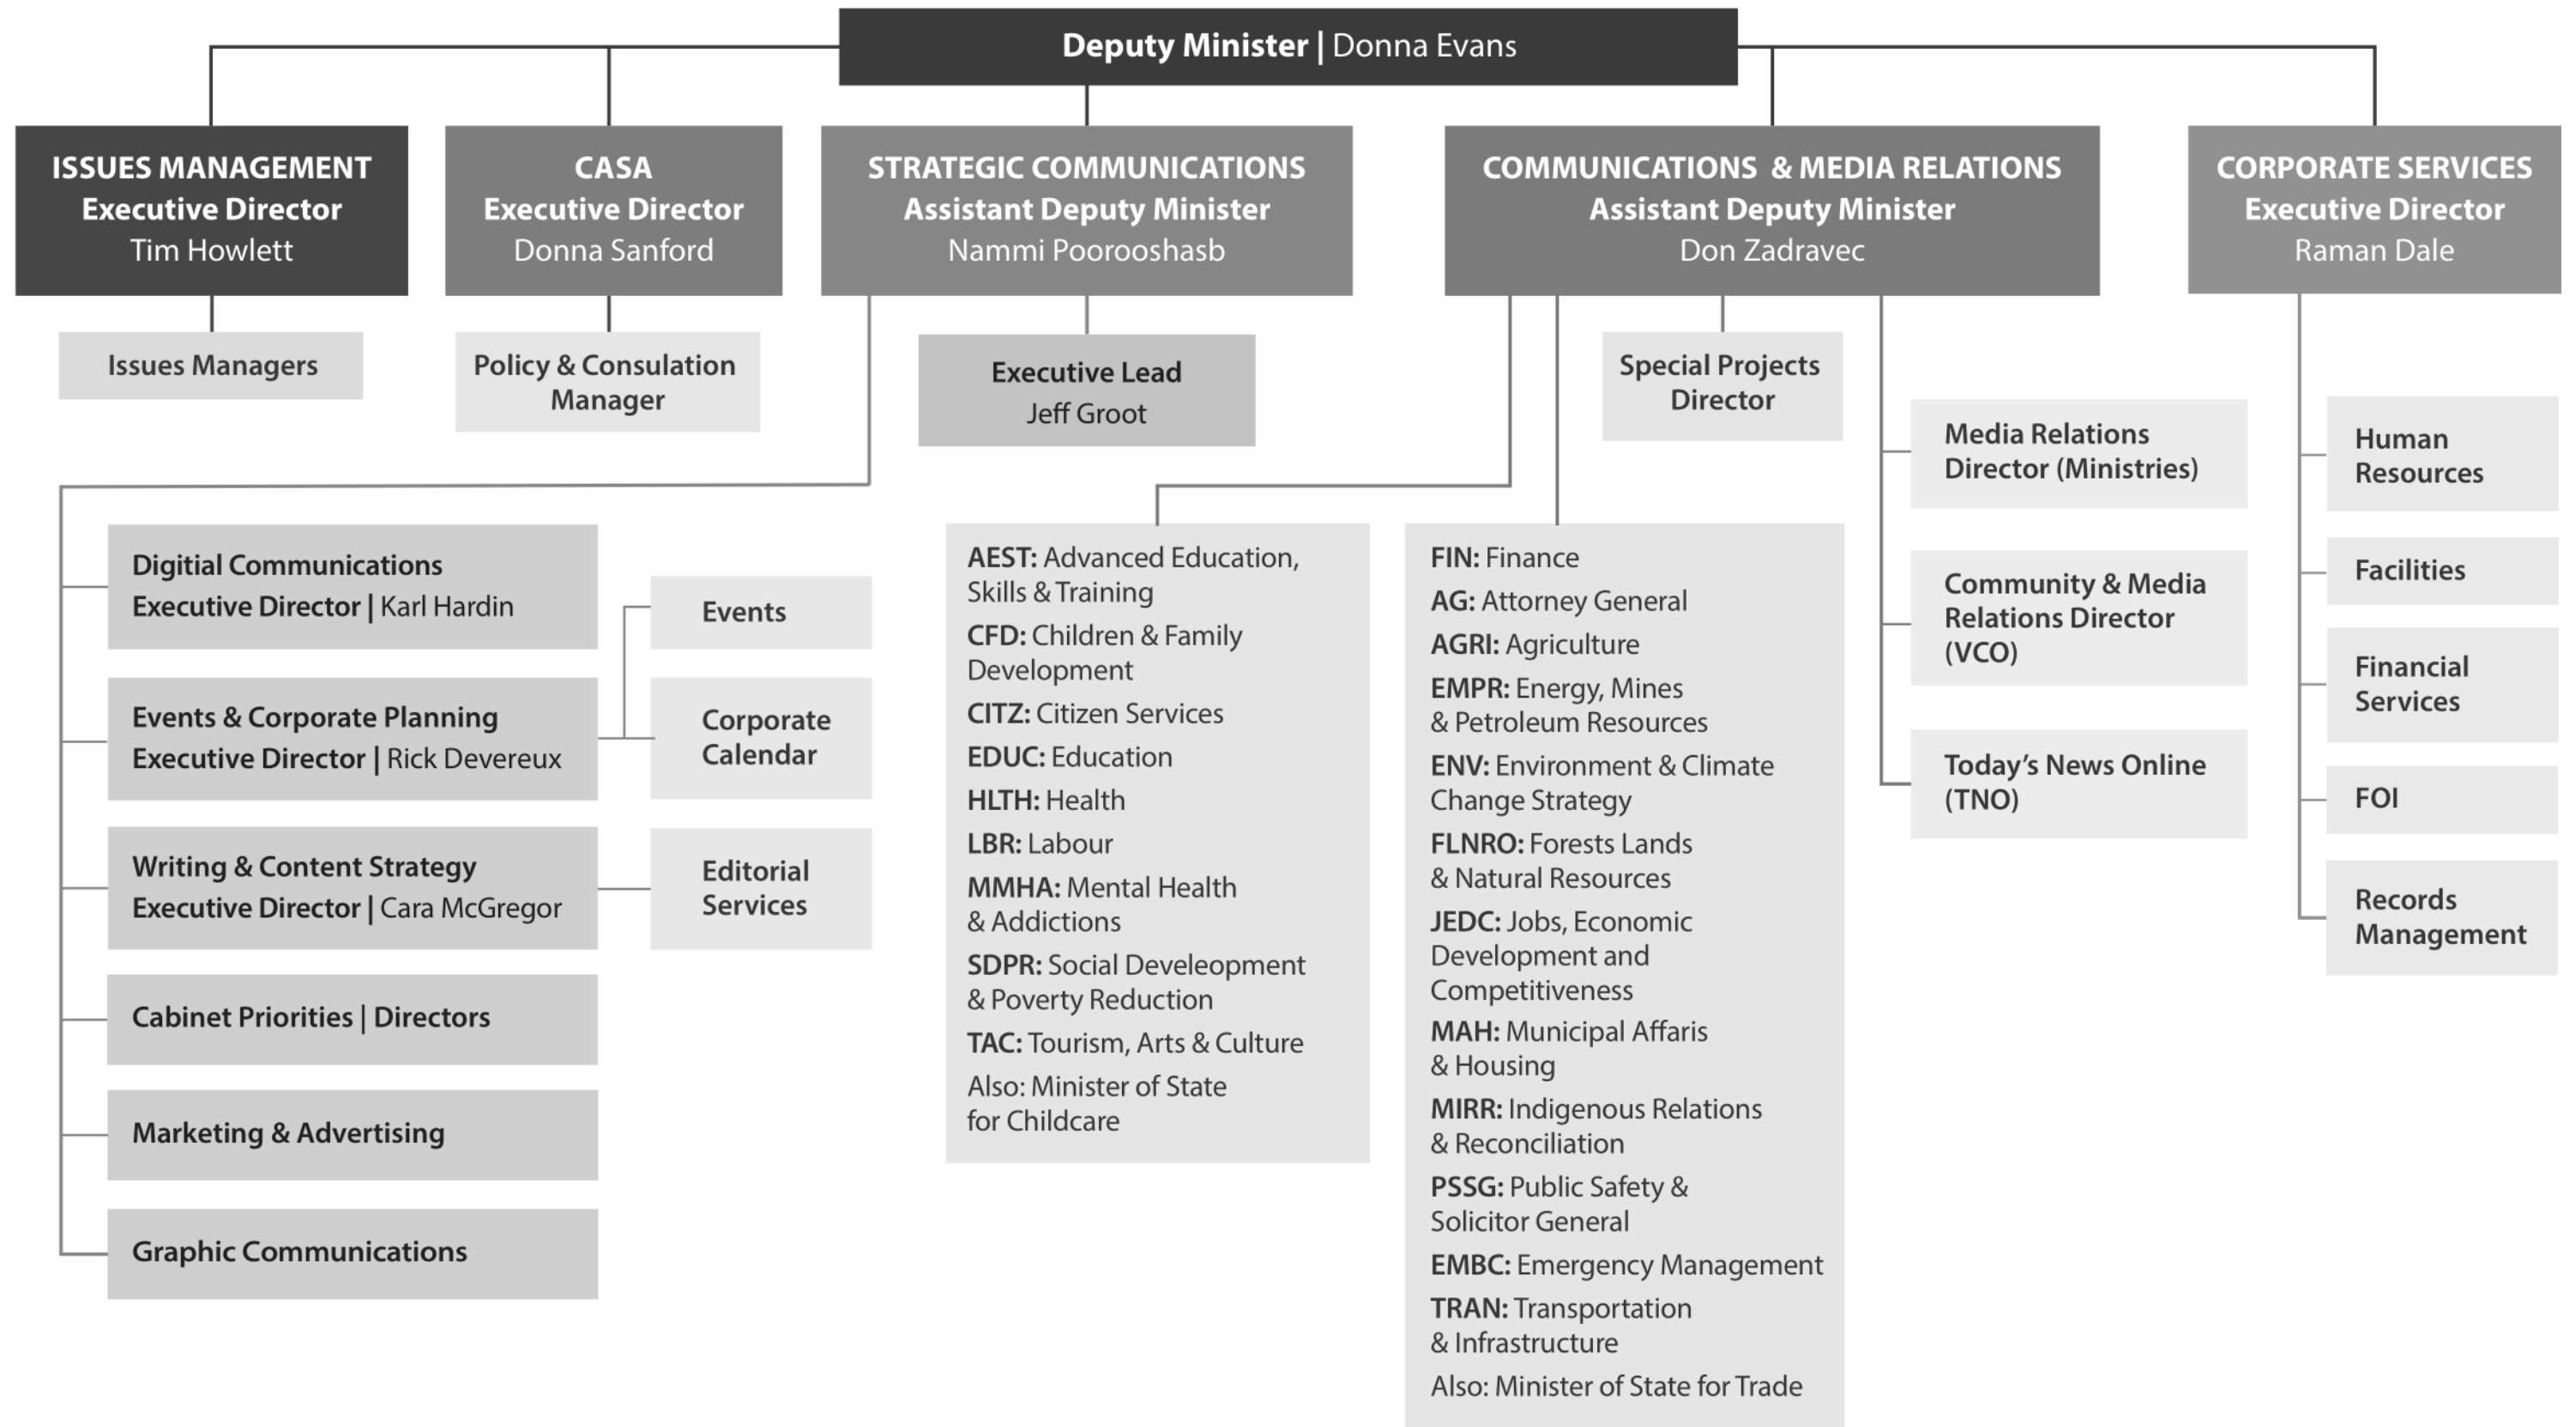 Deputy Minister | Donna Evans
ISSUES MANAGEMENT
Executive Director
Tim Howlett
CASA
Executive Director
Donna Sanford
STRATEGIC COMMUNICATIONS
Assistant Deputy Minister
Nammi Poorooshasb
COMMUNICATIONS & MEDIA RELATIONS
Assistant Deputy Minister
Don Zadravec
CORPORATE SERVICES
Executive Director
Raman Dale
Issues Managers
Policy & Consulation
Manager
Executive Lead
Jeff Groot
Special Projects
Director
Digitial Communications
Executive Director | Karl Hardin
Events & Corporate Planning
Executive Director | Rick Devereux
Writing & Content Strategy
Executive Director | Cara McGregor
Cabinet Priorities | Directors
Marketing & Advertising
Graphic Communications
Events
Corporate
Calendar
Editorial
Services
AEST: Advanced Education,
Skills & Training
CFD: Children & Family
Development
CITZ: Citizen Services
EDUC: Education
HLTH: Health
LBR: Labour
MMHA: Mental Health
& Addictions
SDPR: Social Develeopment
& Poverty Reduction
TAC: Tourism, Arts & Culture
Also: Minister of State
for Childcare
FIN: Finance
AG: Attorney General
AGRI: Agriculture
EMPR: Energy, Mines
& Petroleum Resources
ENV: Environment & Climate
Change Strategy
FLNRO: Forests Lands
& Natural Resources
JEDC: Jobs, Economic
Development and
Competitiveness
MAH: Municipal Affaris
& Housing
MIRR: Indigenous Relations
& Reconciliation
PSSG: Public Safety &
Solicitor General
EMBC: Emergency Management
TRAN: Transportation
& Infrastructure
Also: Minister of State for Trade
Media Relations
Director (Ministries)
Community & Media
Relations Director
(VCO)
Today's News Online
(TNO)
Human
Resources
Facilities
Financial
Services
FOI
Records
Management